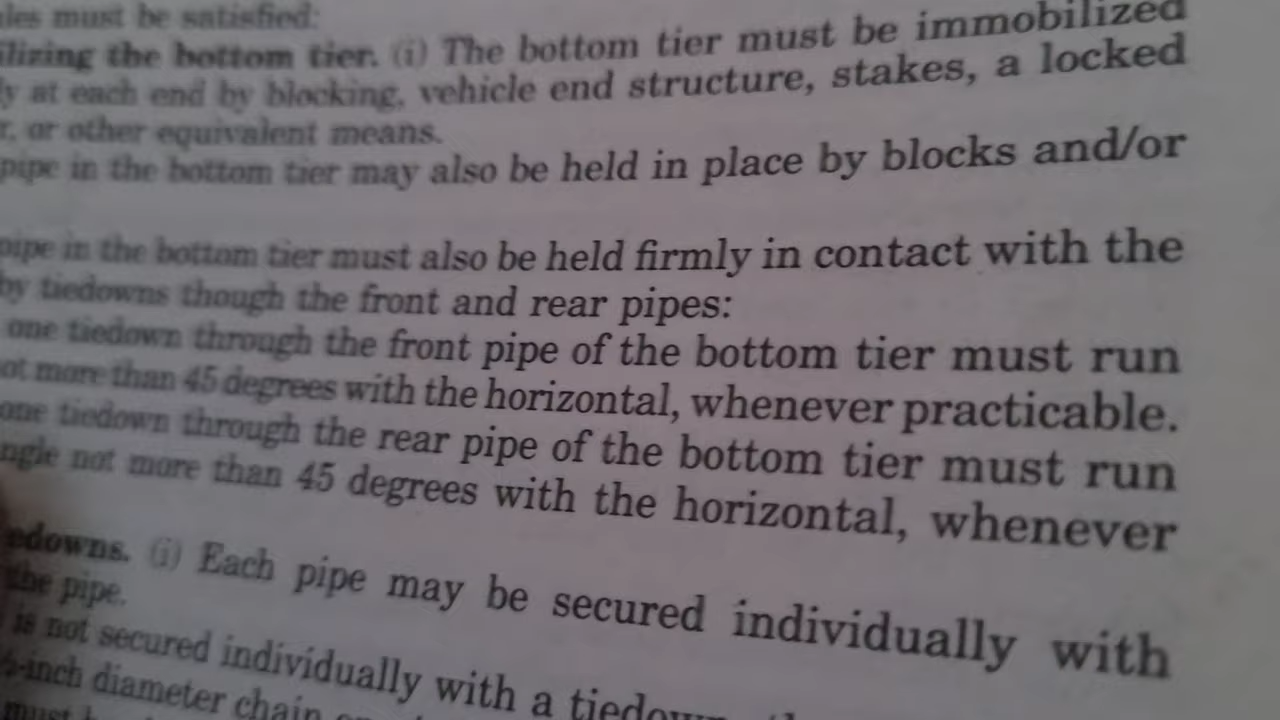 les must be satisfied:
lizing the bottom tier. (i) The bottom tier must be immobilized
y at each end by blocking, vehicle end structure, stakes, a locked
r, or other equivalent means.
pipe in the bottom tier may also be held in place by blocks and/or
pipe in the bottom tier must also be held firmly in contact with the
by tiedowns though the front and rear pipes:
one tiedown through the front pipe of the bottom tier must run
ot more than 45 degrees with the horizontal, whenever practicable.
one tiedown through the rear pipe of the bottom tier must run
ngle not more than 45 degrees with the horizontal, whenever
edowns. (i) Each pipe may be secured individually with
the pipe.
is not secured individually with a tiedown
-inch diameter chain
must